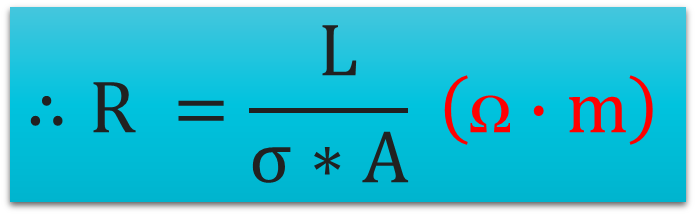 ∴ R = L / σ * A (Ω · m)